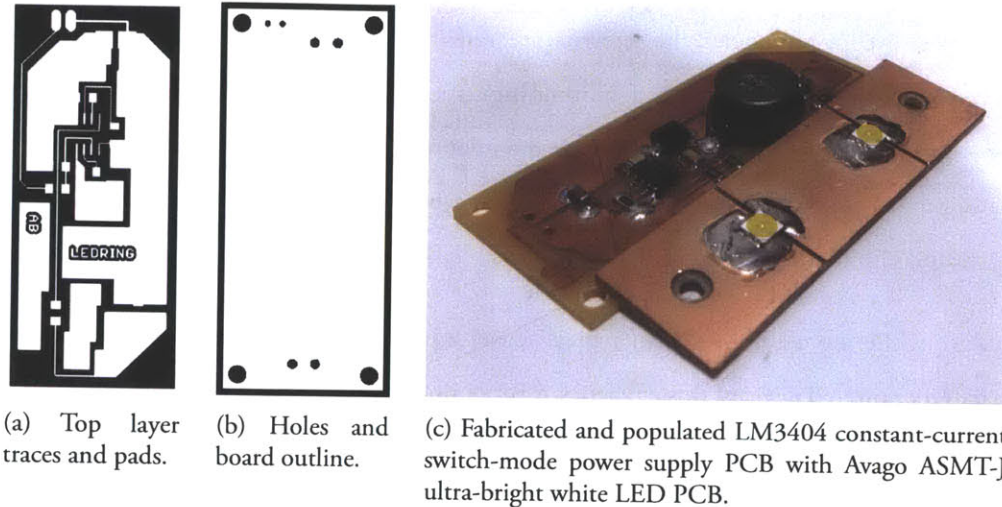 AB
LEDRING
(a) Top layer
traces and pads.
(b) Holes and
board outline.
(c) Fabricated and populated LM3404 constant-current
switch-mode power supply PCB with Avago ASMT-J
ultra-bright white LED PCB.